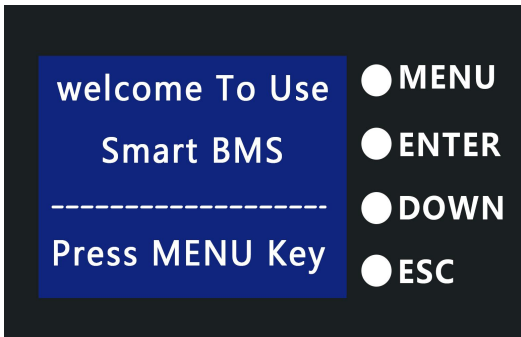 welcome To Use
Smart BMS
--------------------
Press MENU Key
MENU
ENTER
DOWN
ESC